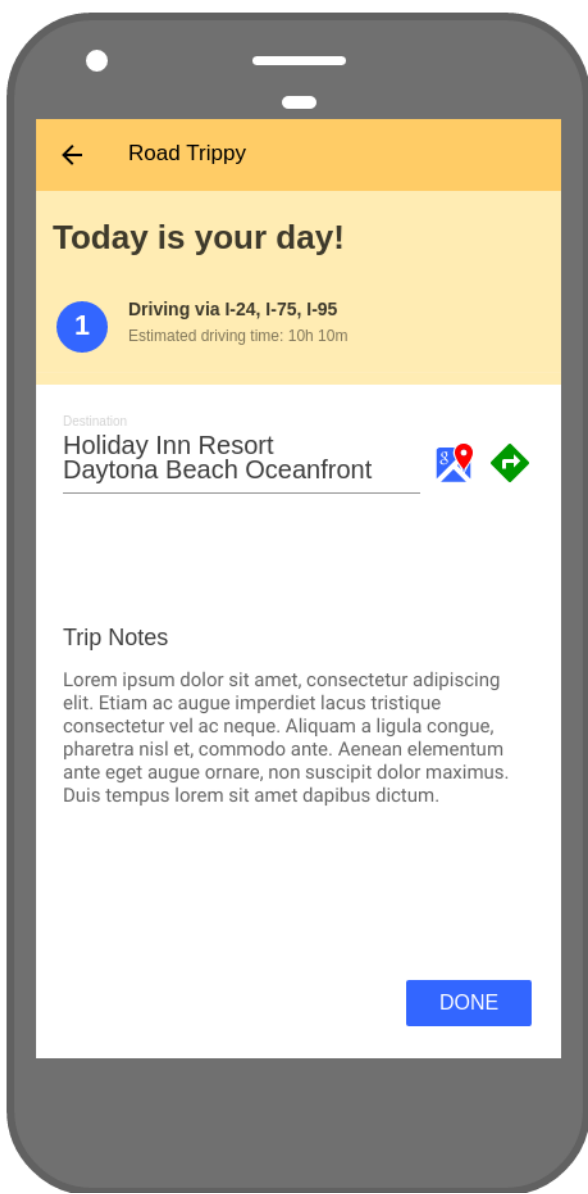 Road Trippy
Today is your day!
1
Driving via I-24, I-75, I-95
Estimated driving time: 10h 10m
Destination
Holiday Inn Resort
Daytona Beach Oceanfront
g
Trip Notes
Lorem ipsum dolor sit amet, consectetur adipiscing
elit. Etiam ac augue imperdiet lacus tristique
consectetur vel ac neque. Aliquam a ligula congue,
pharetra nisl et, commodo ante. Aenean elementum
ante eget augue ornare, non suscipit dolor maximus.
Duis tempus lorem sit amet dapibus dictum.
DONE